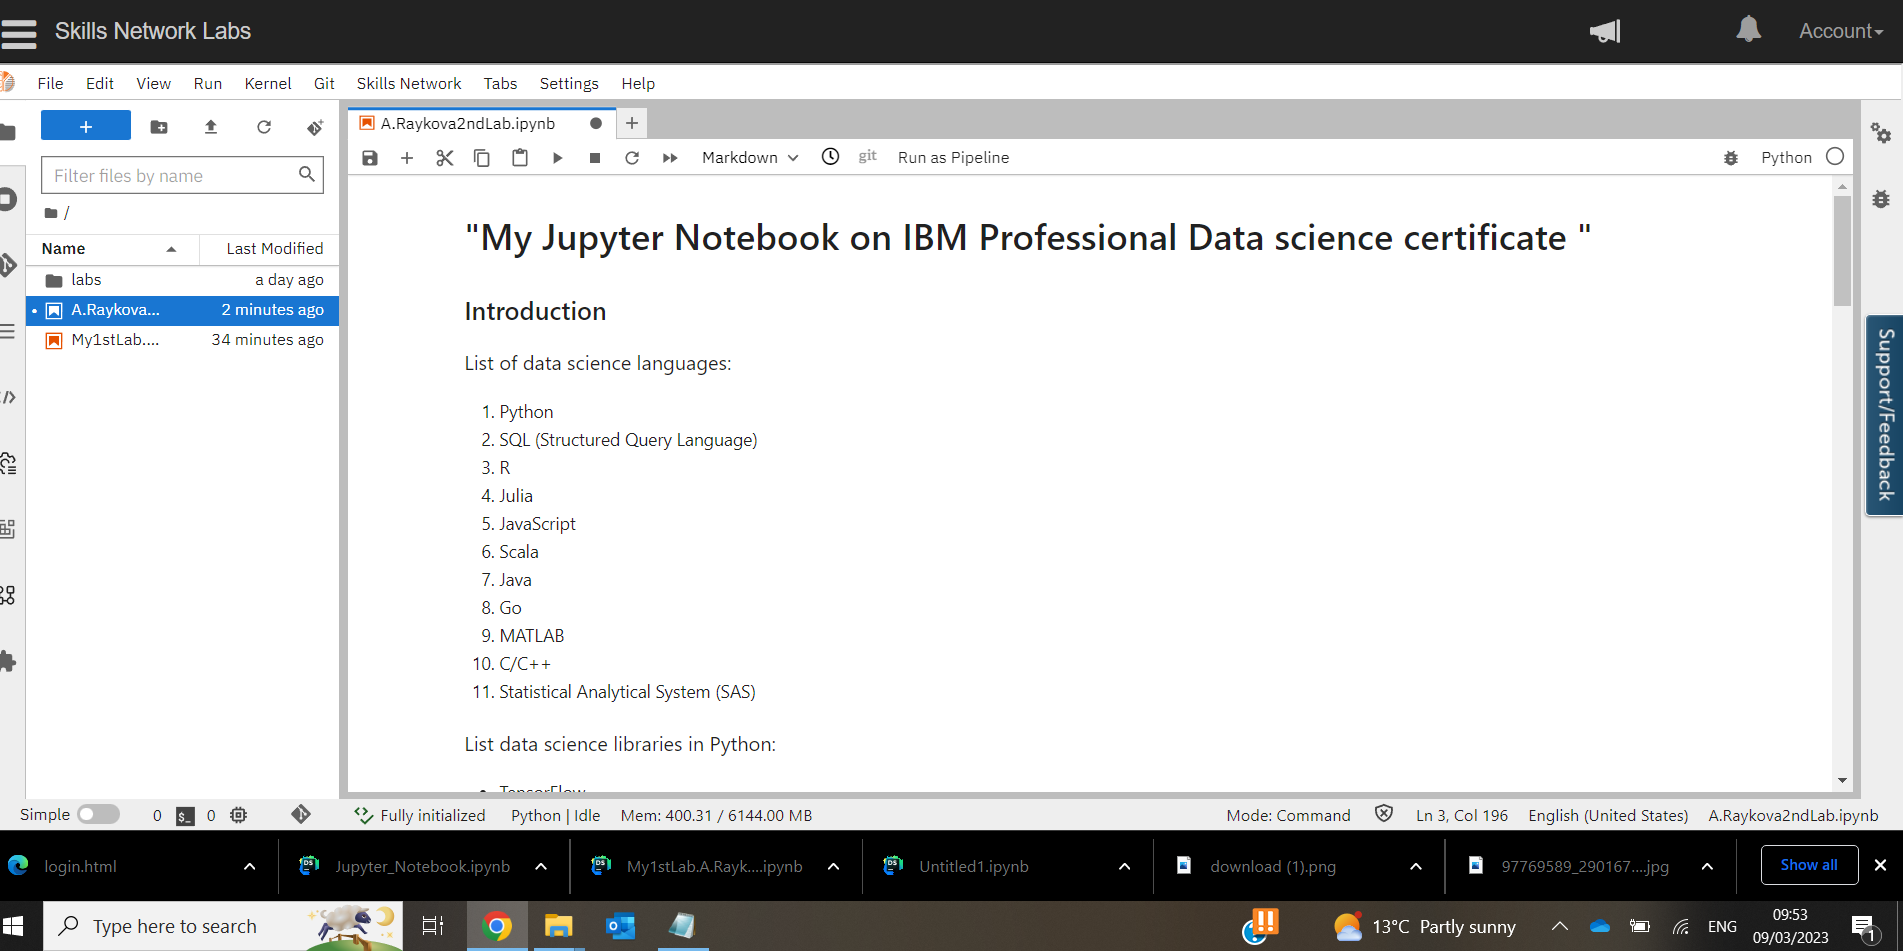 Skills Network Labs
Account
File Edit View Run Kernel Git Skills Network Tabs Settings Help
+
A.Raykova2ndLab.ipynb
+
Filter files by name
Markdown
git
Run as Pipeline
Python
/
Name Last Modified
labs a day ago
A.Raykova... 2 minutes ago
My1stLab.... 34 minutes ago
"My Jupyter Notebook on IBM Professional Data science certificate "
Introduction
List of data science languages:
1. Python
2. SQL (Structured Query Language)
3. R
4. Julia
5. JavaScript
6. Scala
7. Java
8. Go
9. MATLAB
10. C/C++
11. Statistical Analytical System (SAS)
List data science libraries in Python:
• TensorFlow
Support/Feedback
Simple 0 $_ 0 Fully initialized Python | Idle Mem: 400.31 / 6144.00 MB Mode: Command Ln 3, Col 196 English (United States) A.Raykova2ndLab.ipynb
login.html Jupyter_Notebook.ipynb My1stLab.A.Rayk....ipynb Untitled1.ipynb download (1).png 97769589_290167....jpg Show all
Type here to search
13°C Partly sunny
ENG
09:53
09/03/2023
1